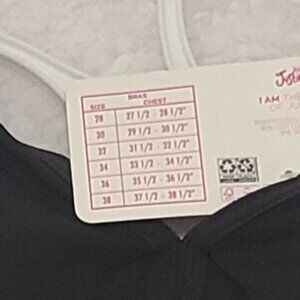 BRAS
SIZE CHEST
28 27 1/2 - 28 1/2"
30 29 1/2 - 30 1/2"
32 31 1/2 - 32 1/2"
34 33 1/2 - 34 1/2"
36 35 1/2 - 36 1/2"
38 37 1/2 - 38 1/2"
I AM THE
OF J